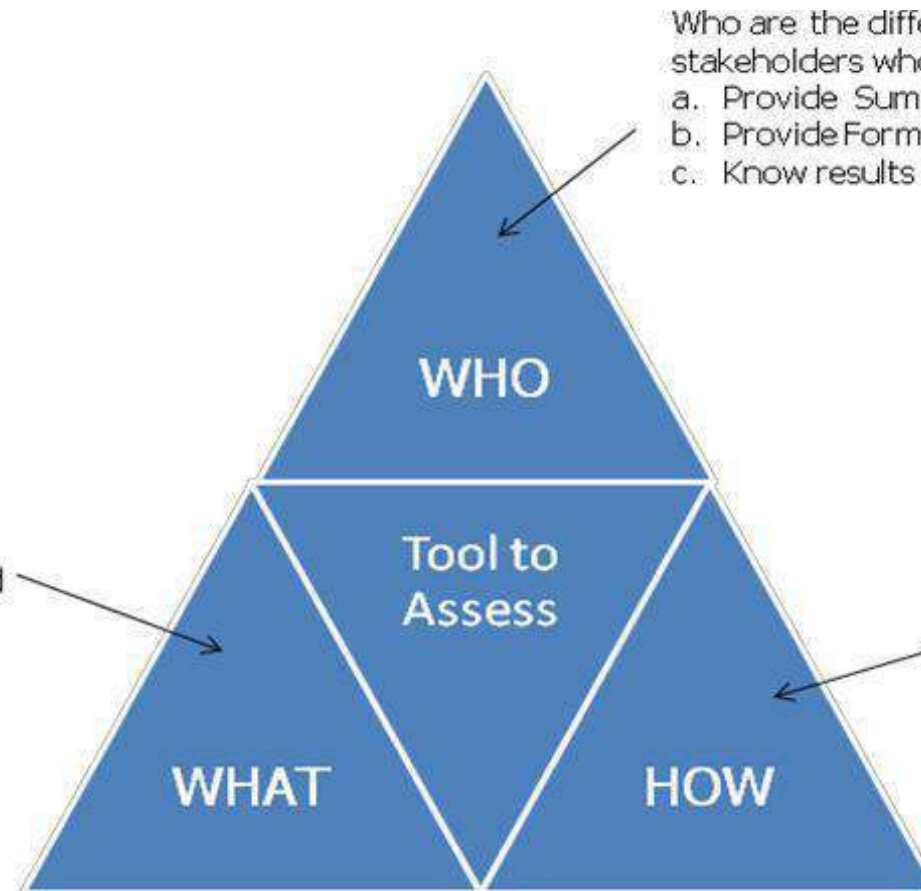 Who are the diffe
stakeholders who
a. Provide Sum
b. Provide Form
c. Know results
WHO
Tool to
Assess
WHAT
HOW